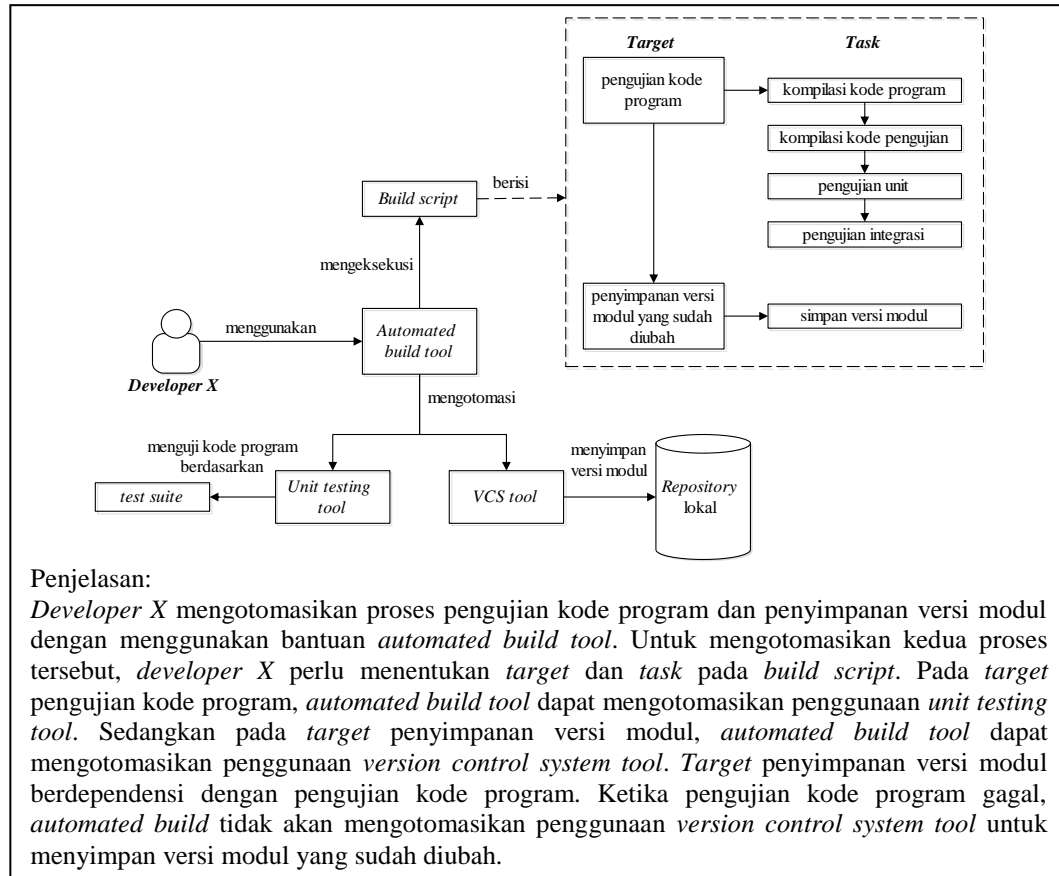 Target
Task
pengujian kode
program
kompilasi kode program
kompilasi kode pengujian
pengujian unit
pengujian integrasi
penyimpanan versi
modul yang sudah
diubah
simpan versi modul
berisi
Build script
mengeksekusi
menggunakan
Automated
build tool
Developer X
mengotomasi
menguji kode program
berdasarkan
test suite
Unit testing
tool
VCS tool
menyimpan
versi modul
Repository
lokal
Penjelasan:
Developer X mengotomasikan proses pengujian kode program dan penyimpanan versi modul
dengan menggunakan bantuan automated build tool. Untuk mengotomasikan kedua proses
tersebut, developer X perlu menentukan target dan task pada build script. Pada target
pengujian kode program, automated build tool dapat mengotomasikan penggunaan unit testing
tool. Sedangkan pada target penyimpanan versi modul, automated build tool dapat
mengotomasikan penggunaan version control system tool. Target penyimpanan versi modul
berdependensi dengan pengujian kode program. Ketika pengujian kode program gagal,
automated build tidak akan mengotomasikan penggunaan version control system tool untuk
menyimpan versi modul yang sudah diubah.